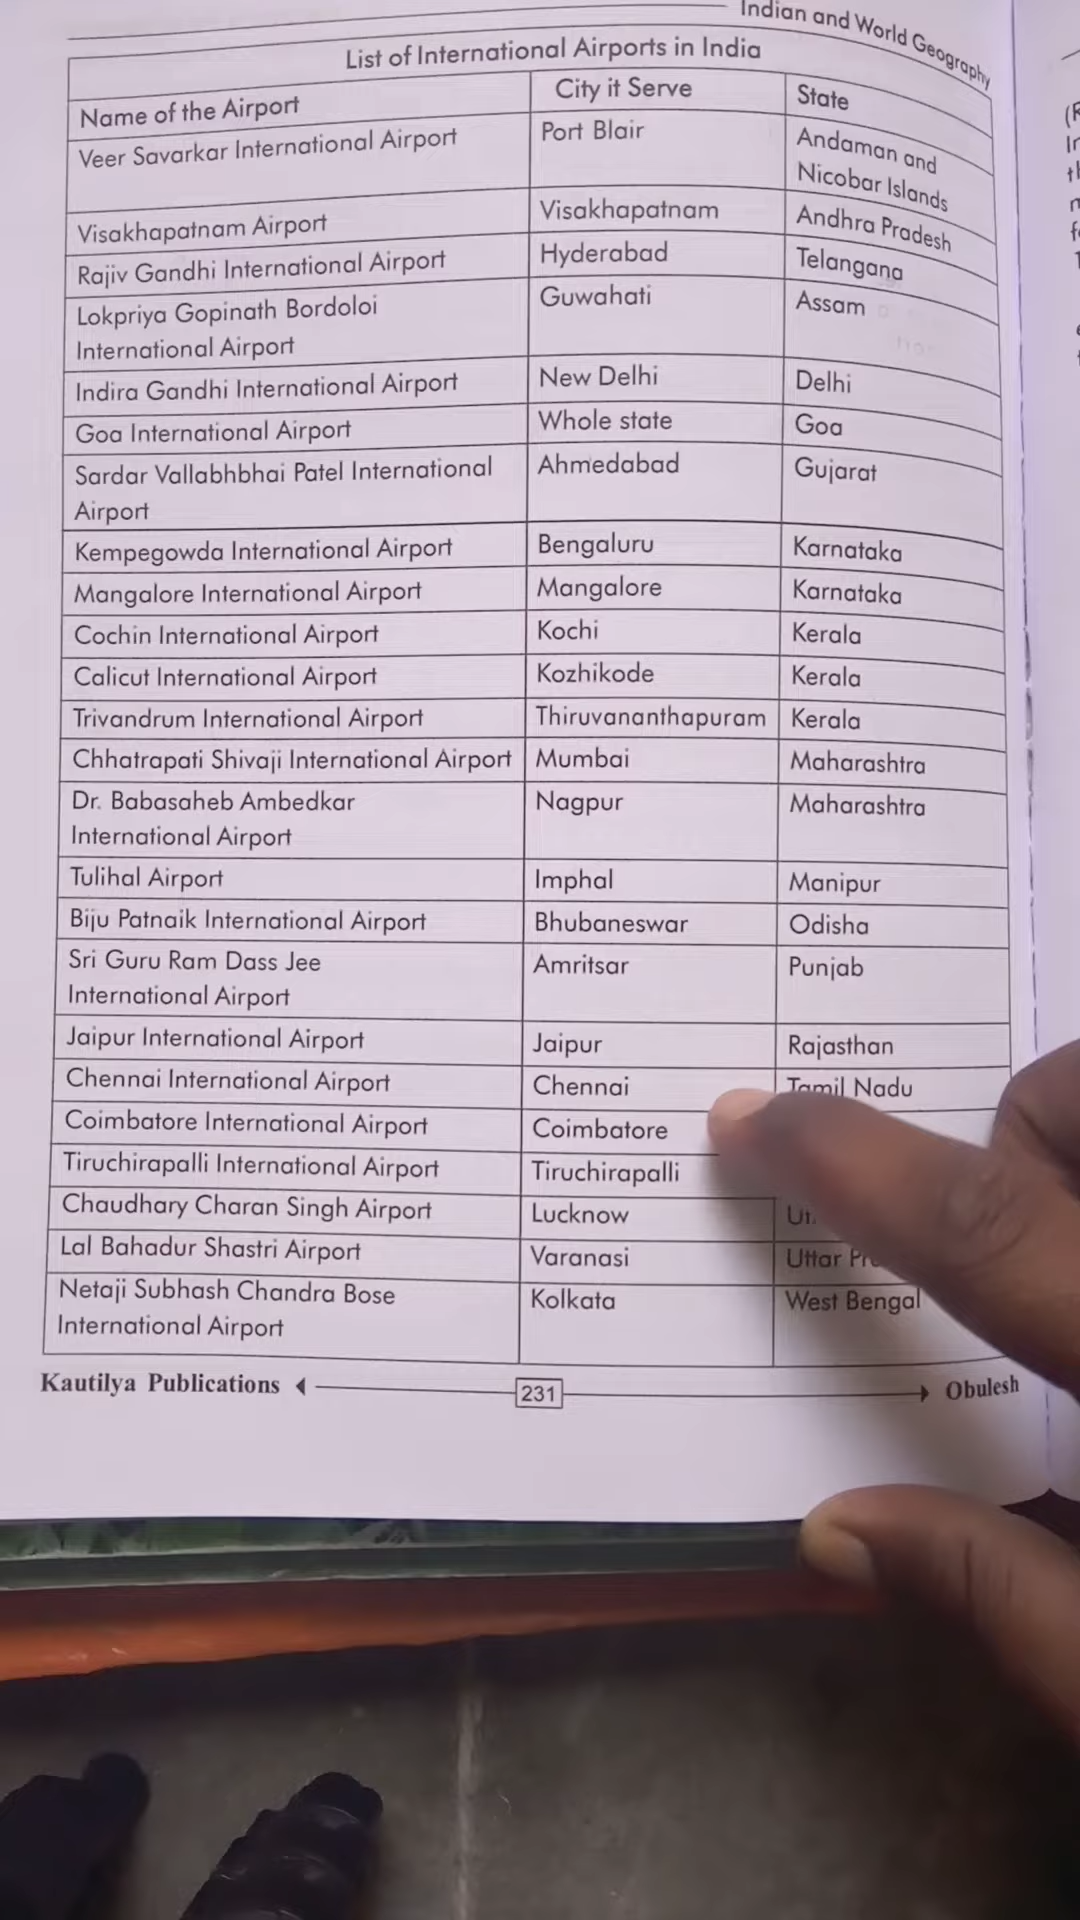 Indian and World Geography
List of International Airports in India
Name of the Airport City it Serve State
Veer Savarkar International Airport Port Blair Andaman and
Nicobar Islands
Visakhapatnam Airport Visakhapatnam Andhra Pradesh
Rajiv Gandhi International Airport Hyderabad Telangana
Lokpriya Gopinath Bordoloi Guwahati Assam
International Airport
Indira Gandhi International Airport New Delhi Delhi
Goa International Airport Whole state Goa
Sardar Vallabhbhai Patel International Ahmedabad Gujarat
Airport
Kempegowda International Airport Bengaluru Karnataka
Mangalore International Airport Mangalore Karnataka
Cochin International Airport Kochi Kerala
Calicut International Airport Kozhikode Kerala
Trivandrum International Airport Thiruvananthapuram Kerala
Chhatrapati Shivaji International Airport Mumbai Maharashtra
Dr. Babasaheb Ambedkar Nagpur Maharashtra
International Airport
Tulihal Airport Imphal Manipur
Biju Patnaik International Airport Bhubaneswar Odisha
Sri Guru Ram Dass Jee Amritsar Punjab
International Airport
Jaipur International Airport Jaipur Rajasthan
Chennai International Airport Chennai Tamil Nadu
Coimbatore International Airport Coimbatore
Tiruchirapalli International Airport Tiruchirapalli
Chaudhary Charan Singh Airport Lucknow
Lal Bahadur Shastri Airport Varanasi Uttar
Netaji Subhash Chandra Bose Kolkata West Bengal
International Airport
Kautilya Publications 231 Obulesh